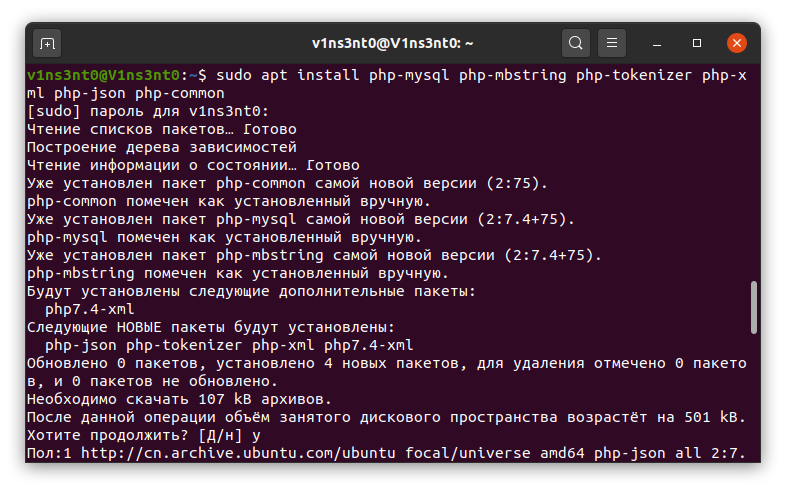 v1ns3nt0@V1ns3nt0: ~
v1ns3nt0@V1ns3nt0:~$ sudo apt install php-mysql php-mbstring php-tokenizer php-x
ml php-json php-common
[sudo] пароль для v1ns3nt0:
Чтение списков пакетов… Готово
Построение дерева зависимостей
Чтение информации о состоянии… Готово
Уже установлен пакет php-common самой новой версии (2:75).
php-common помечен как установленный вручную.
Уже установлен пакет php-mysql самой новой версии (2:7.4+75).
php-mysql помечен как установленный вручную.
Уже установлен пакет php-mbstring самой новой версии (2:7.4+75).
php-mbstring помечен как установленный вручную.
Будут установлены следующие дополнительные пакеты:
  php7.4-xml
Следующие НОВЫЕ пакеты будут установлены:
  php-json php-tokenizer php-xml php7.4-xml
Обновлено 0 пакетов, установлено 4 новых пакетов, для удаления отмечено 0 пакето
в, и 0 пакетов не обновлено.
Необходимо скачать 107 kB архивов.
После данной операции объём занятого дискового пространства возрастёт на 501 kB.
Хотите продолжить? [Д/н] y
Пол:1 http://cn.archive.ubuntu.com/ubuntu focal/universe amd64 php-json all 2:7.